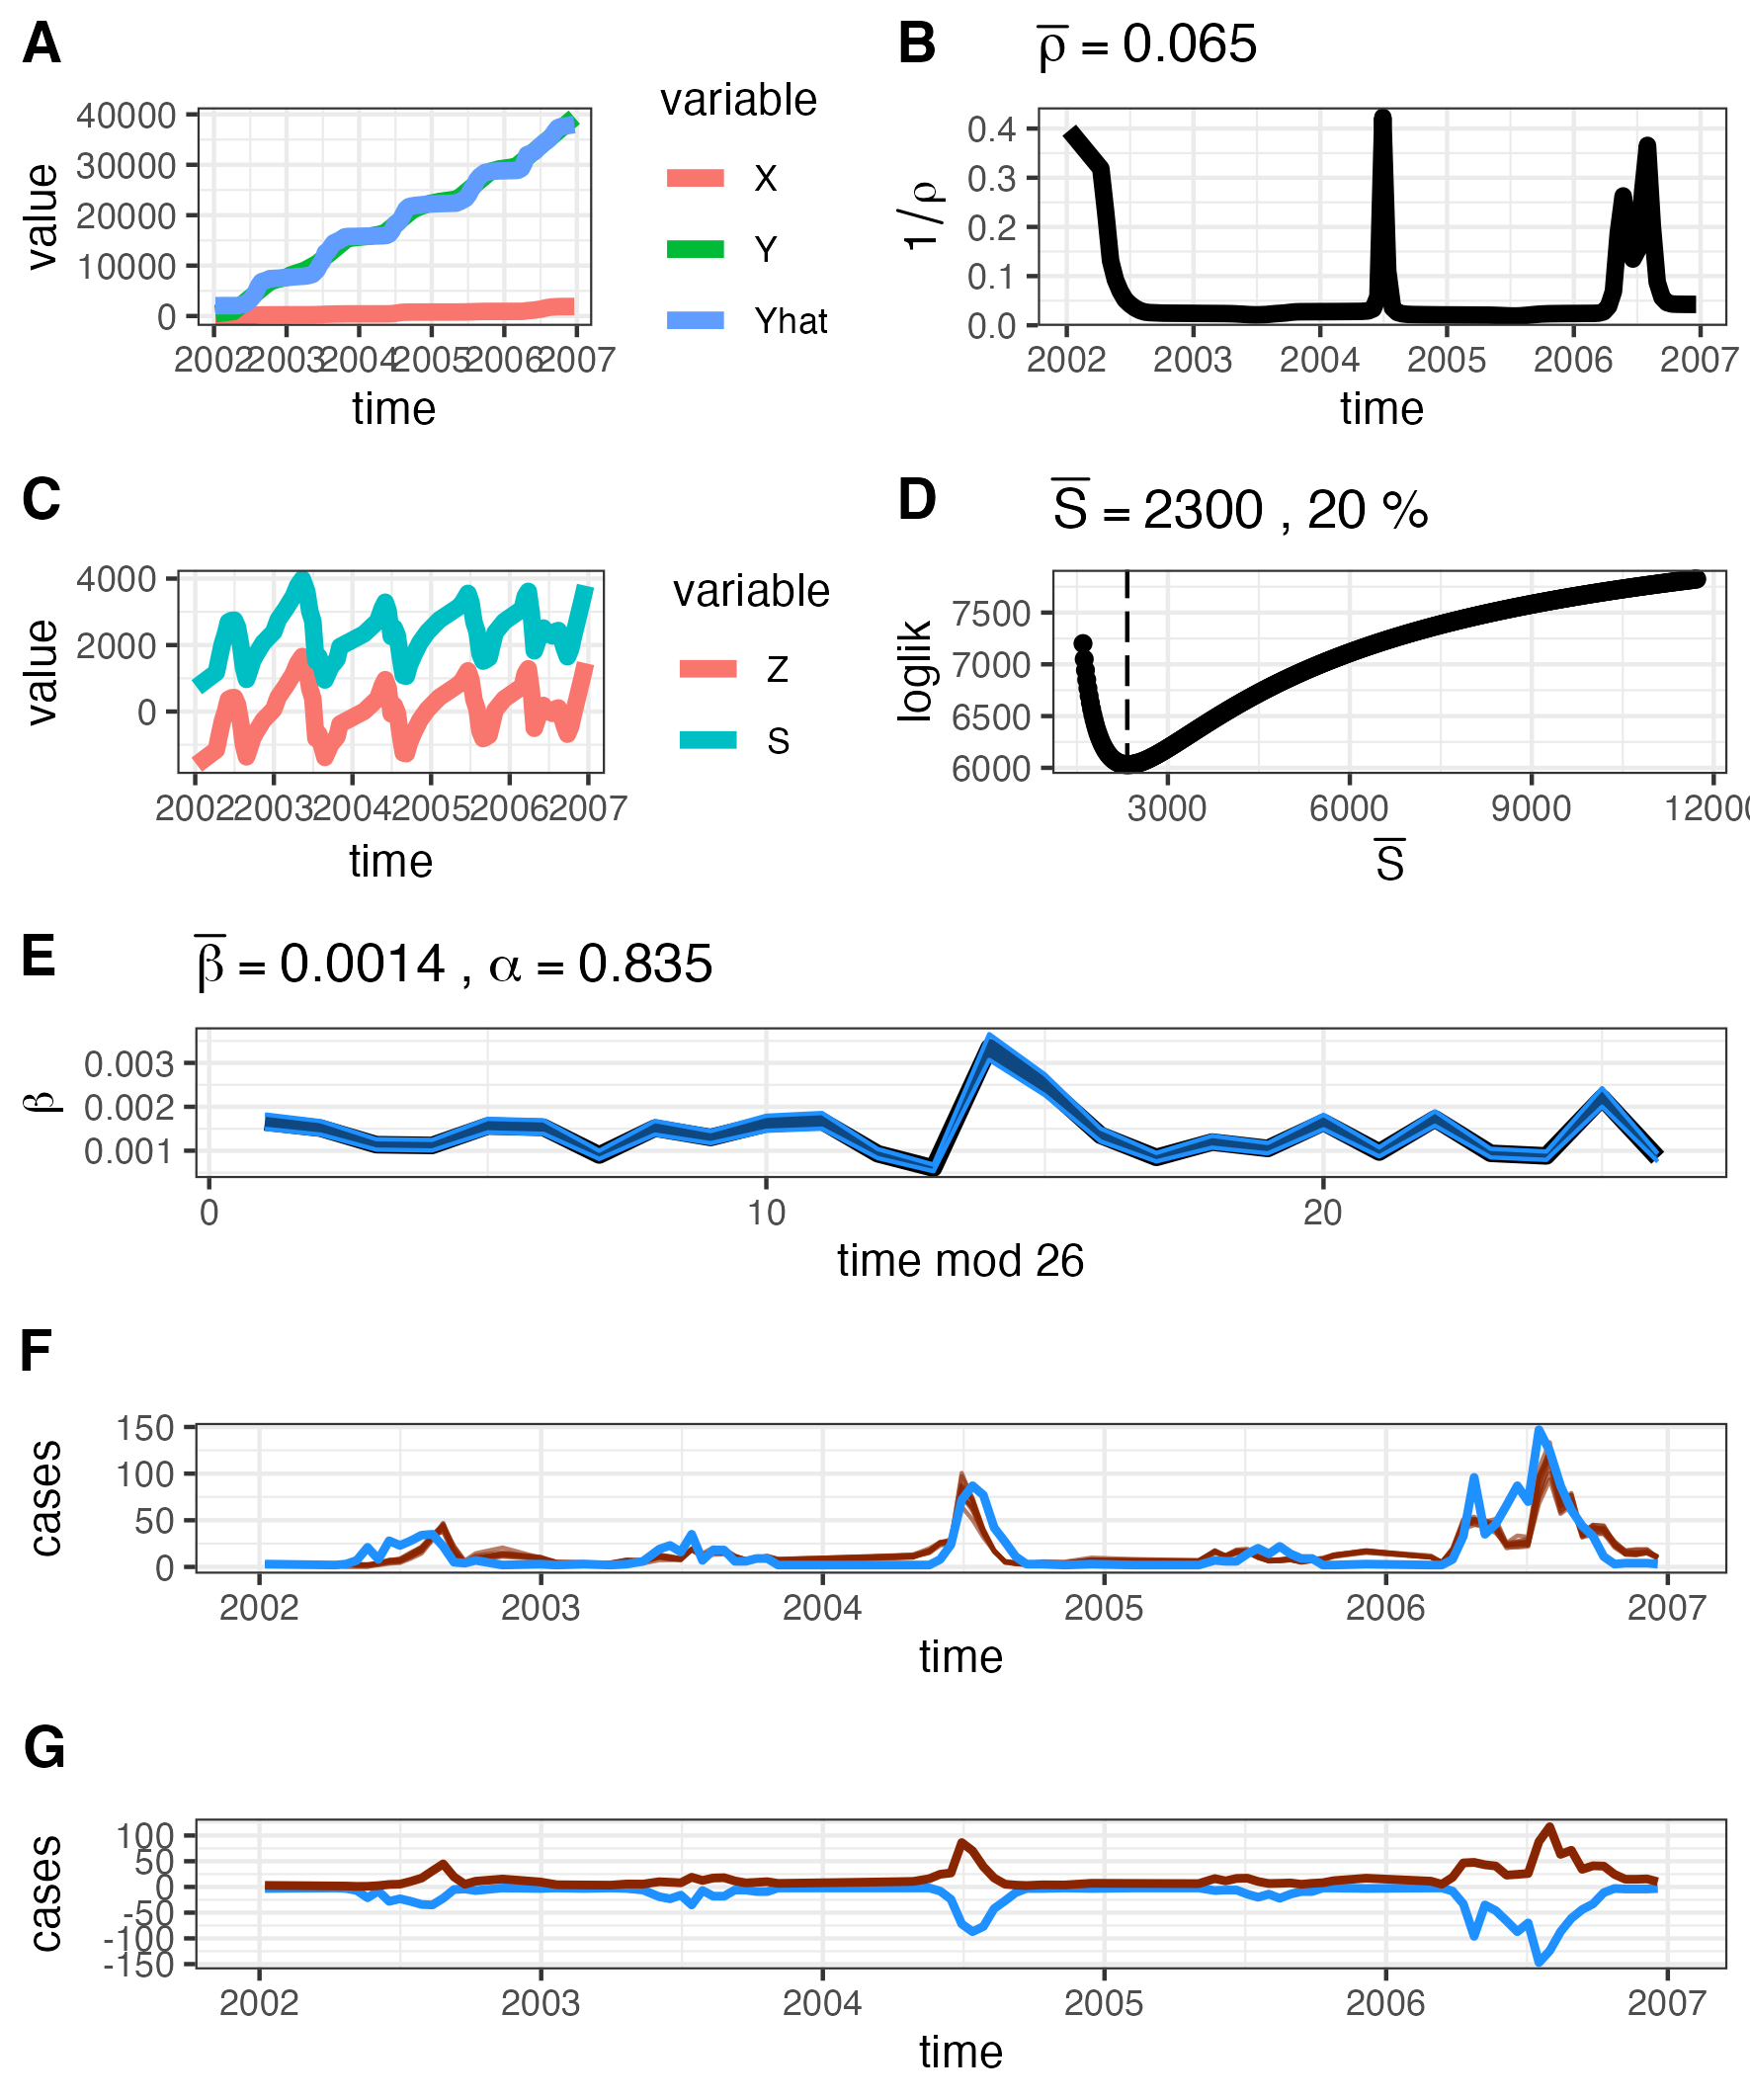 A
variable
X
Y
Yhat
value
40000
30000
20000
10000
0
2002 2003 2004 2005 2006 2007
time
B
ρ̅ = 0.065
1/ρ
0.4
0.3
0.2
0.1
0.0
2002 2003 2004 2005 2006 2007
time
C
variable
Z
S
value
4000
2000
0
2002 2003 2004 2005 2006 2007
time
D
S̅ = 2300 , 20 %
loglik
7500
7000
6500
6000
3000 6000 9000 12000
S̅
E
β̅ = 0.0014 , α = 0.835
β
0.003
0.002
0.001
0 10 20
time mod 26
F
cases
150
100
50
0
2002 2003 2004 2005 2006 2007
time
G
cases
100
50
0
-50
-100
-150
2002 2003 2004 2005 2006 2007
time